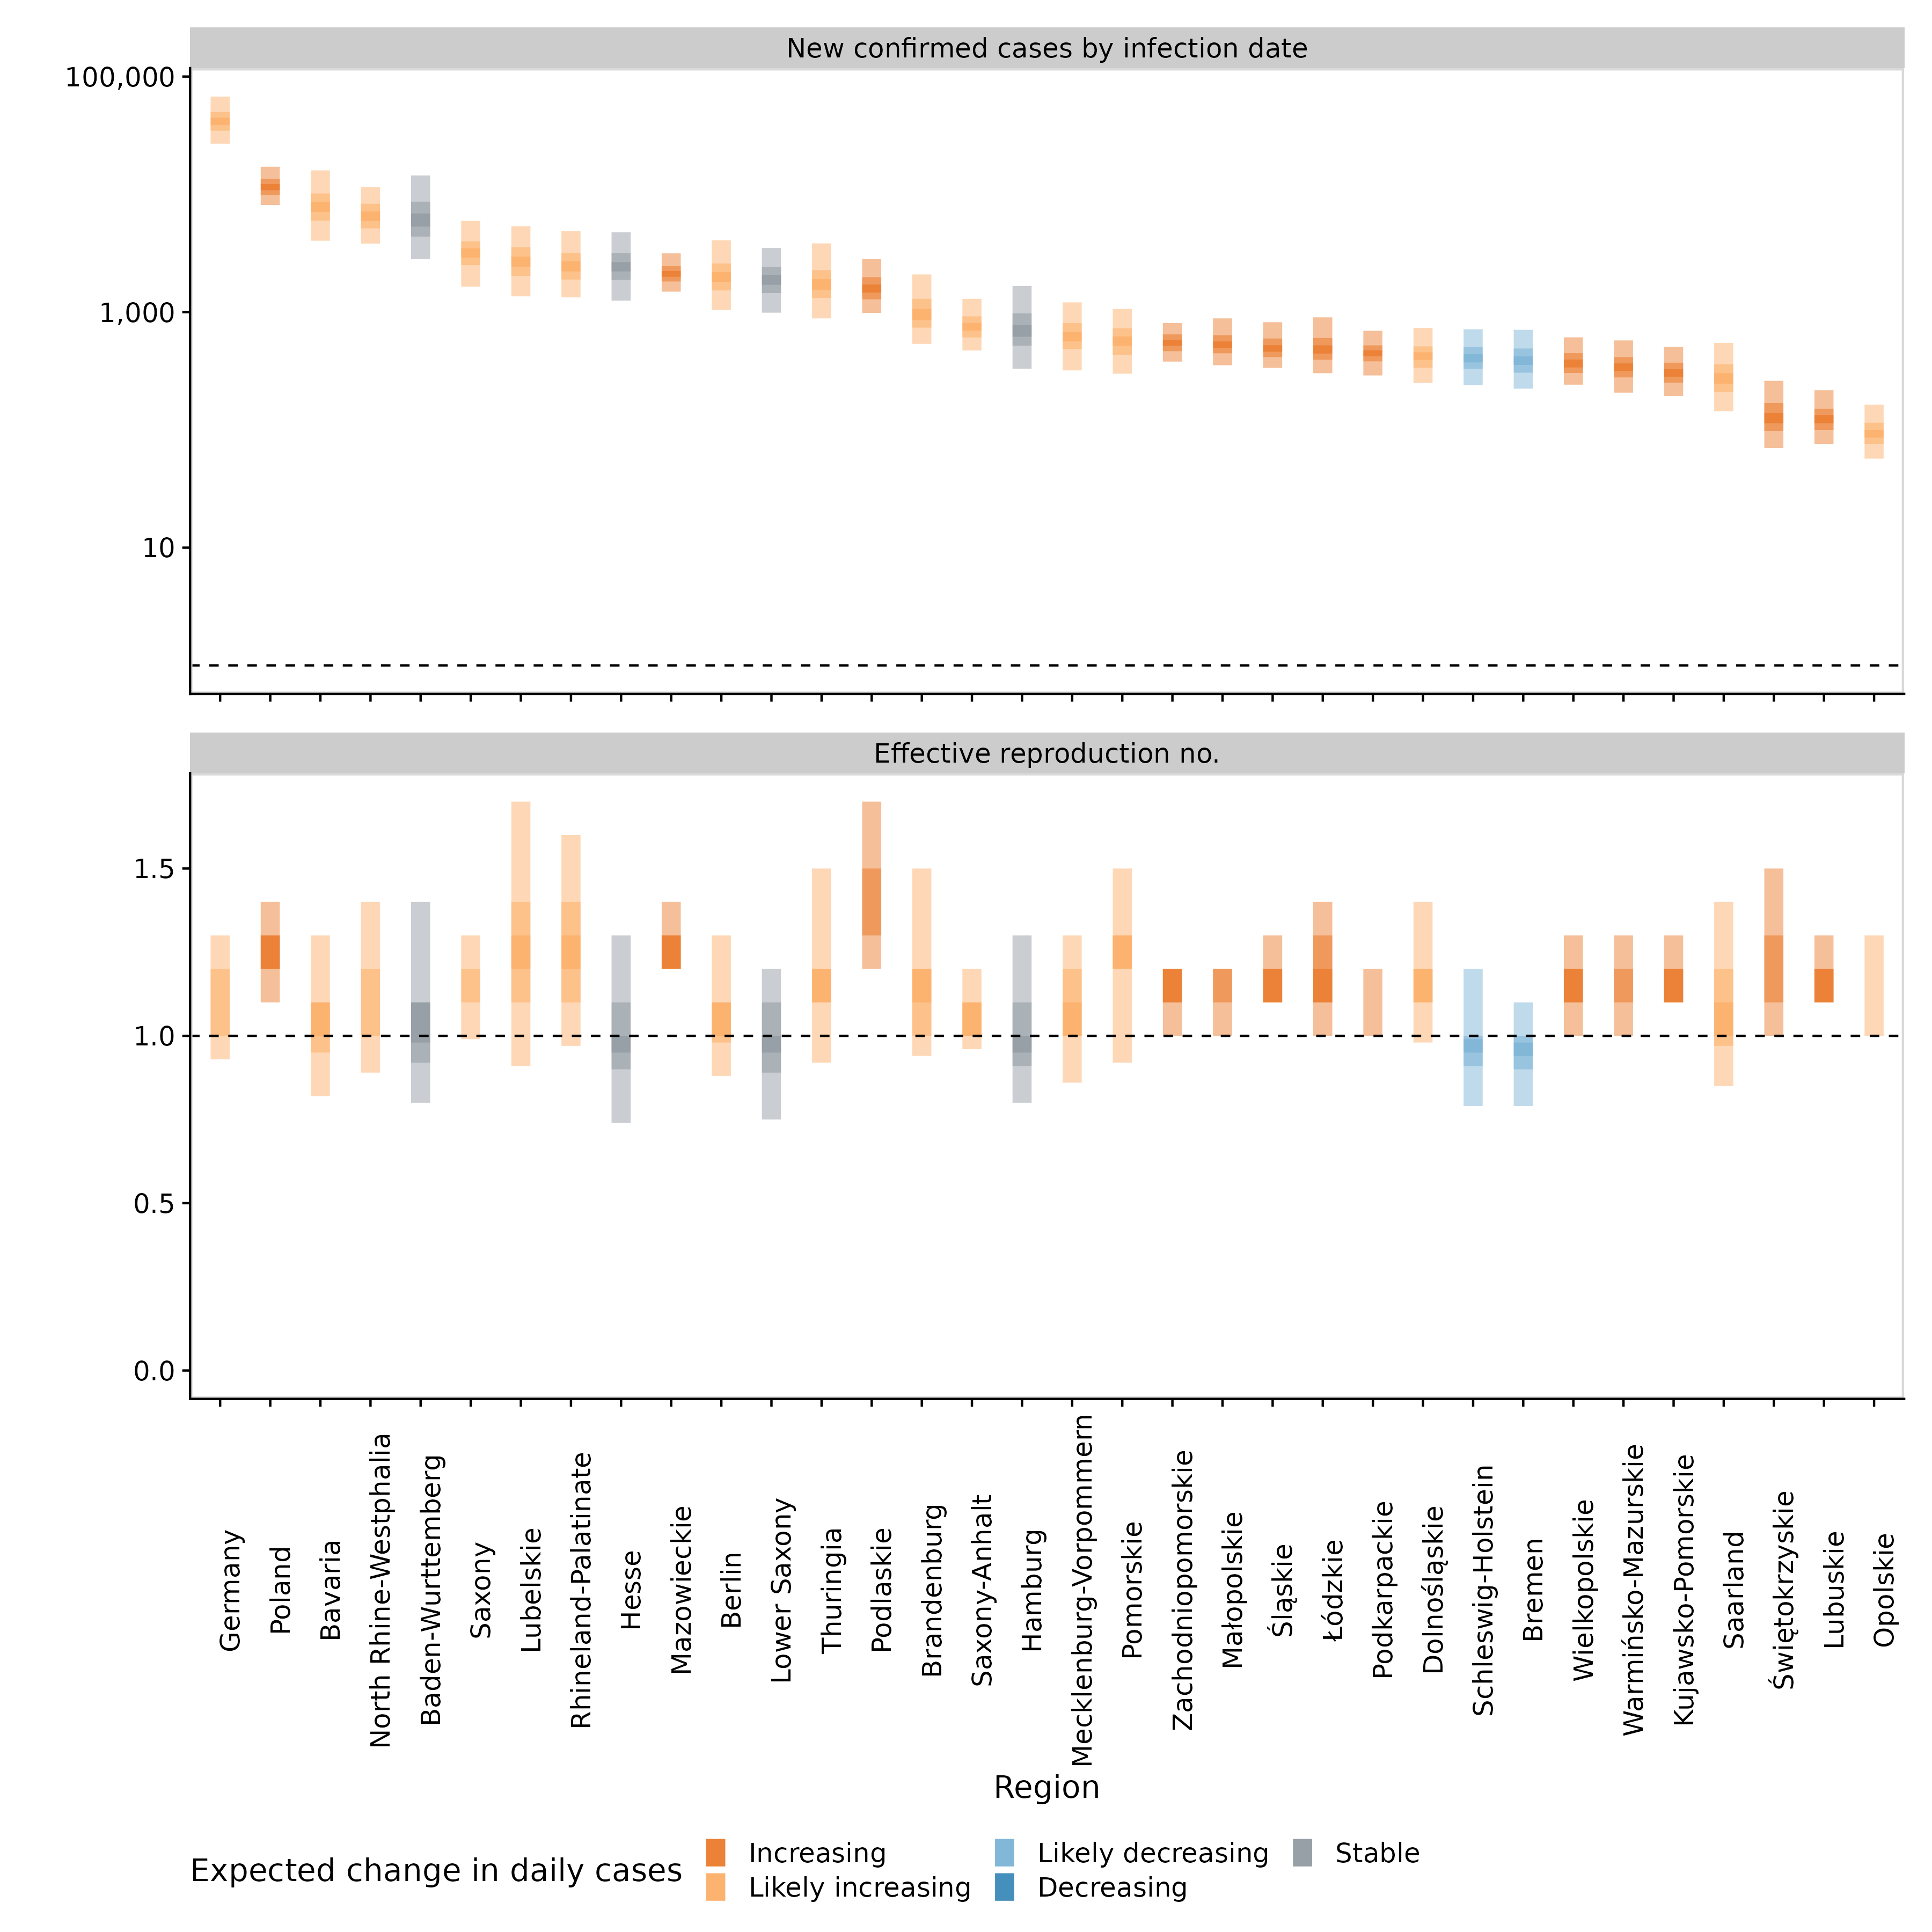 New confirmed cases by infection date
100,000
1,000
10
Effective reproduction no.
1.5
1.0
0.5
0.0
Germany
Poland
Bavaria
North Rhine-Westphalia
Baden-Wurttemberg
Saxony
Lubelskie
Rhineland-Palatinate
Hesse
Mazowieckie
Berlin
Lower Saxony
Thuringia
Podlaskie
Brandenburg
Saxony-Anhalt
Hamburg
Mecklenburg-Vorpommern
Pomorskie
Zachodniopomorskie
Małopolskie
Śląskie
Łódzkie
Podkarpackie
Dolnośląskie
Schleswig-Holstein
Bremen
Wielkopolskie
Warmińsko-Mazurskie
Kujawsko-Pomorskie
Saarland
Świętokrzyskie
Lubuskie
Opolskie
Region
Expected change in daily cases
Increasing
Likely increasing
Likely decreasing
Decreasing
Stable